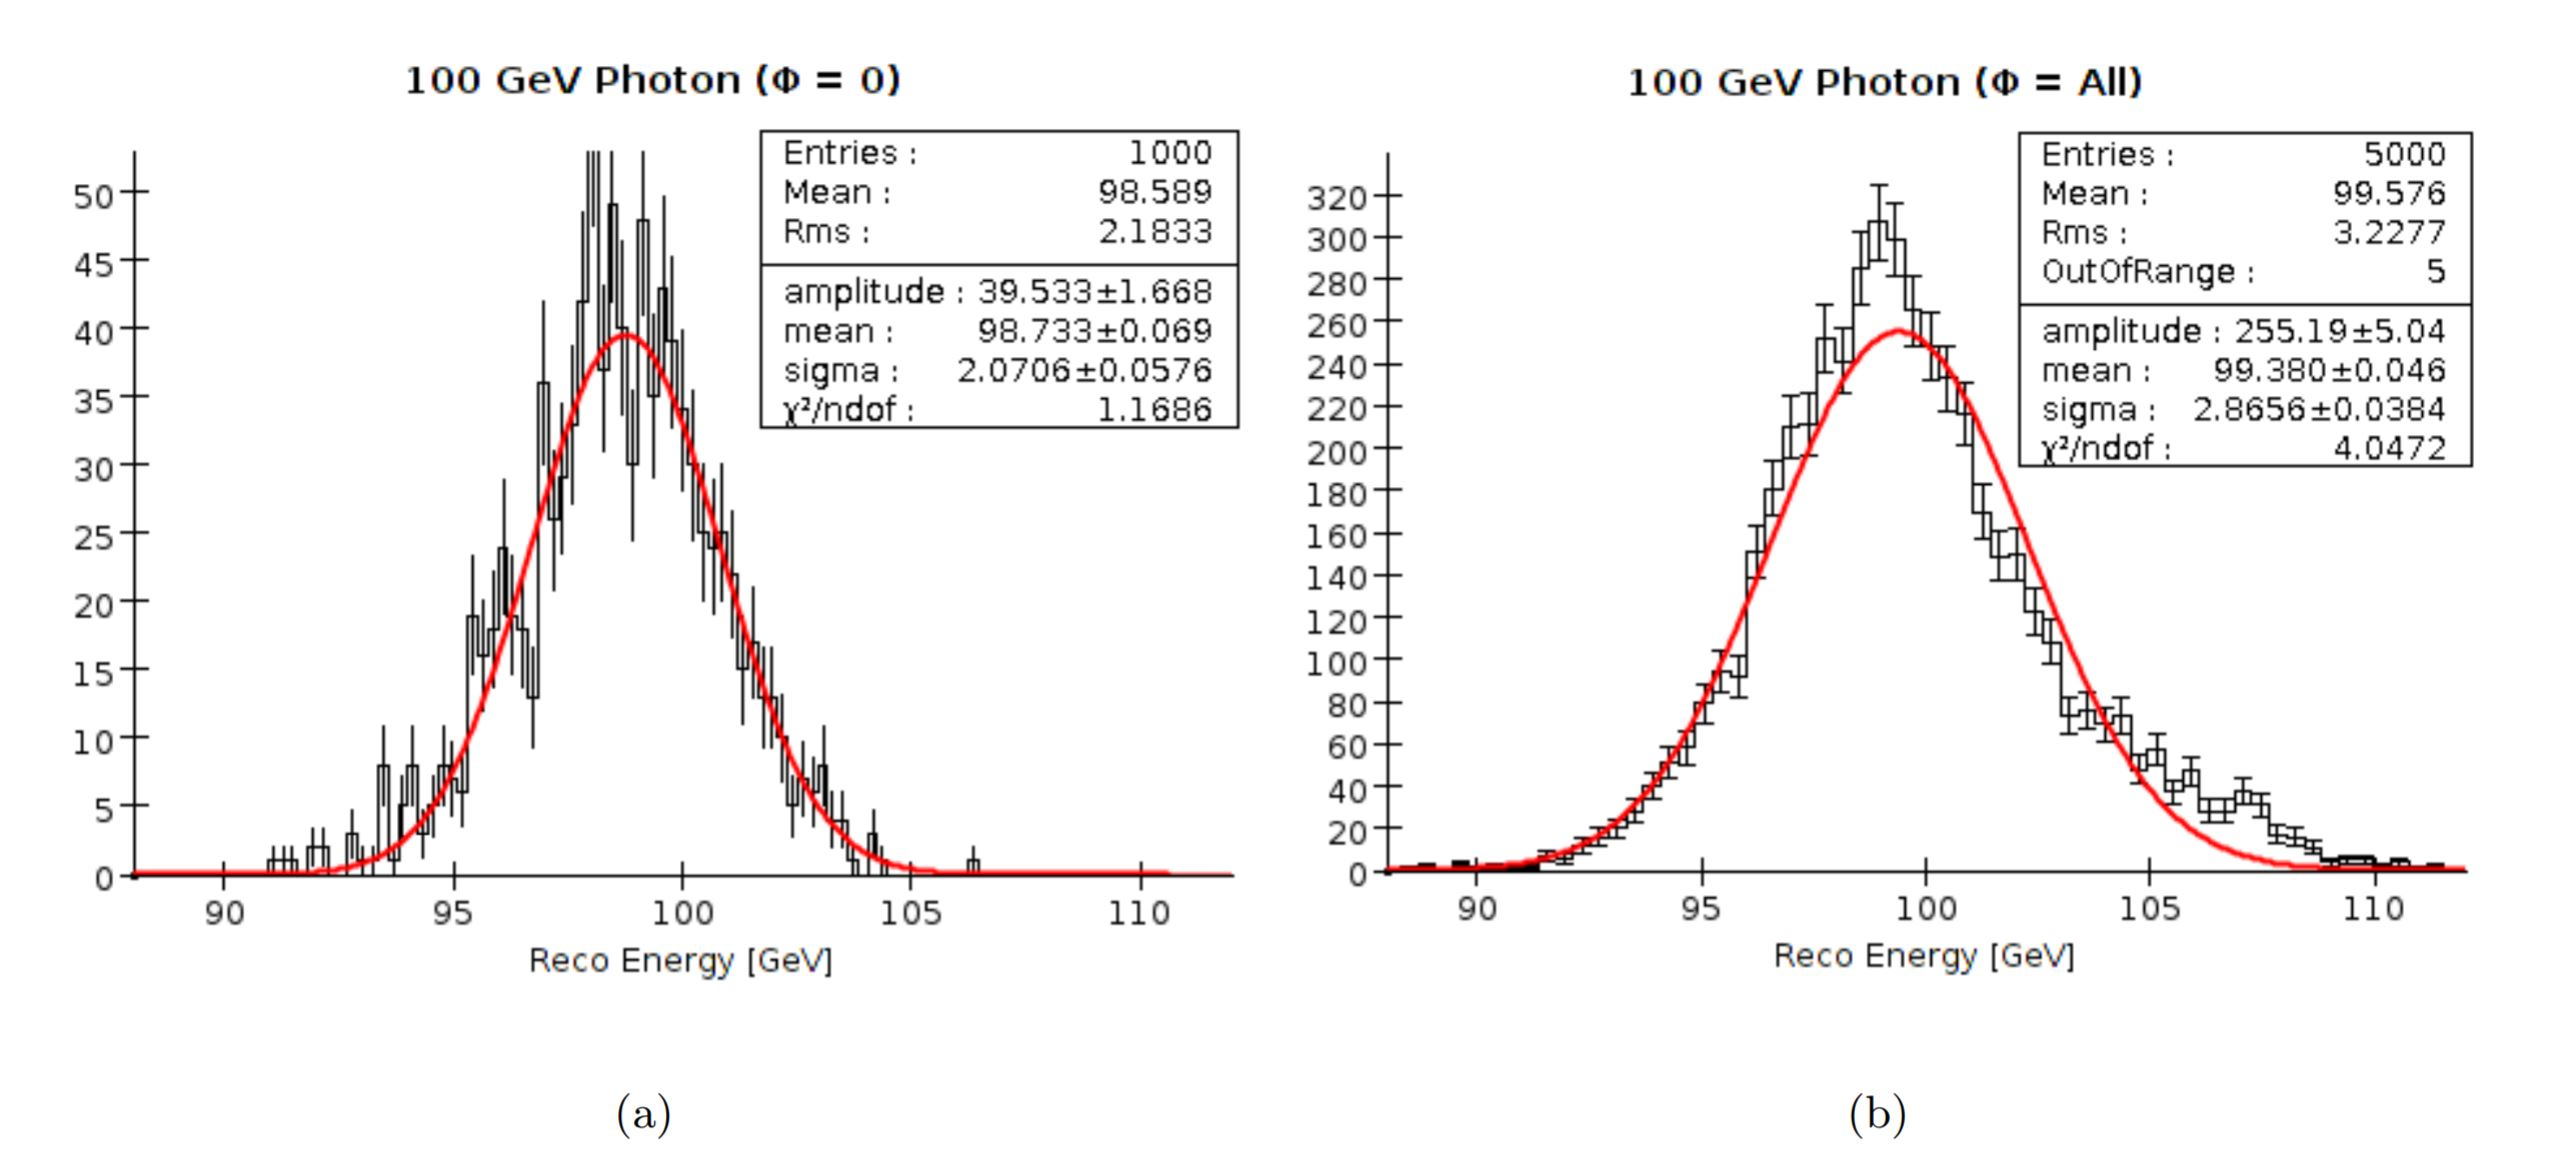 100 GeV Photon (Φ = 0)
Entries : 1000
Mean : 98.589
Rms : 2.1833
amplitude : 39.533±1.668
mean : 98.733±0.069
sigma : 2.0706±0.0576
χ²/ndof : 1.1686
50
45
40
35
30
25
20
15
10
5
0
90 95 100 105 110
Reco Energy [GeV]
(a)
100 GeV Photon (Φ = All)
Entries : 5000
Mean : 99.576
Rms : 3.2277
OutOfRange : 5
amplitude : 255.19±5.04
mean : 99.380±0.046
sigma : 2.8656±0.0384
χ²/ndof : 4.0472
320
300
280
260
240
220
200
180
160
140
120
100
80
60
40
20
0
90 95 100 105 110
Reco Energy [GeV]
(b)